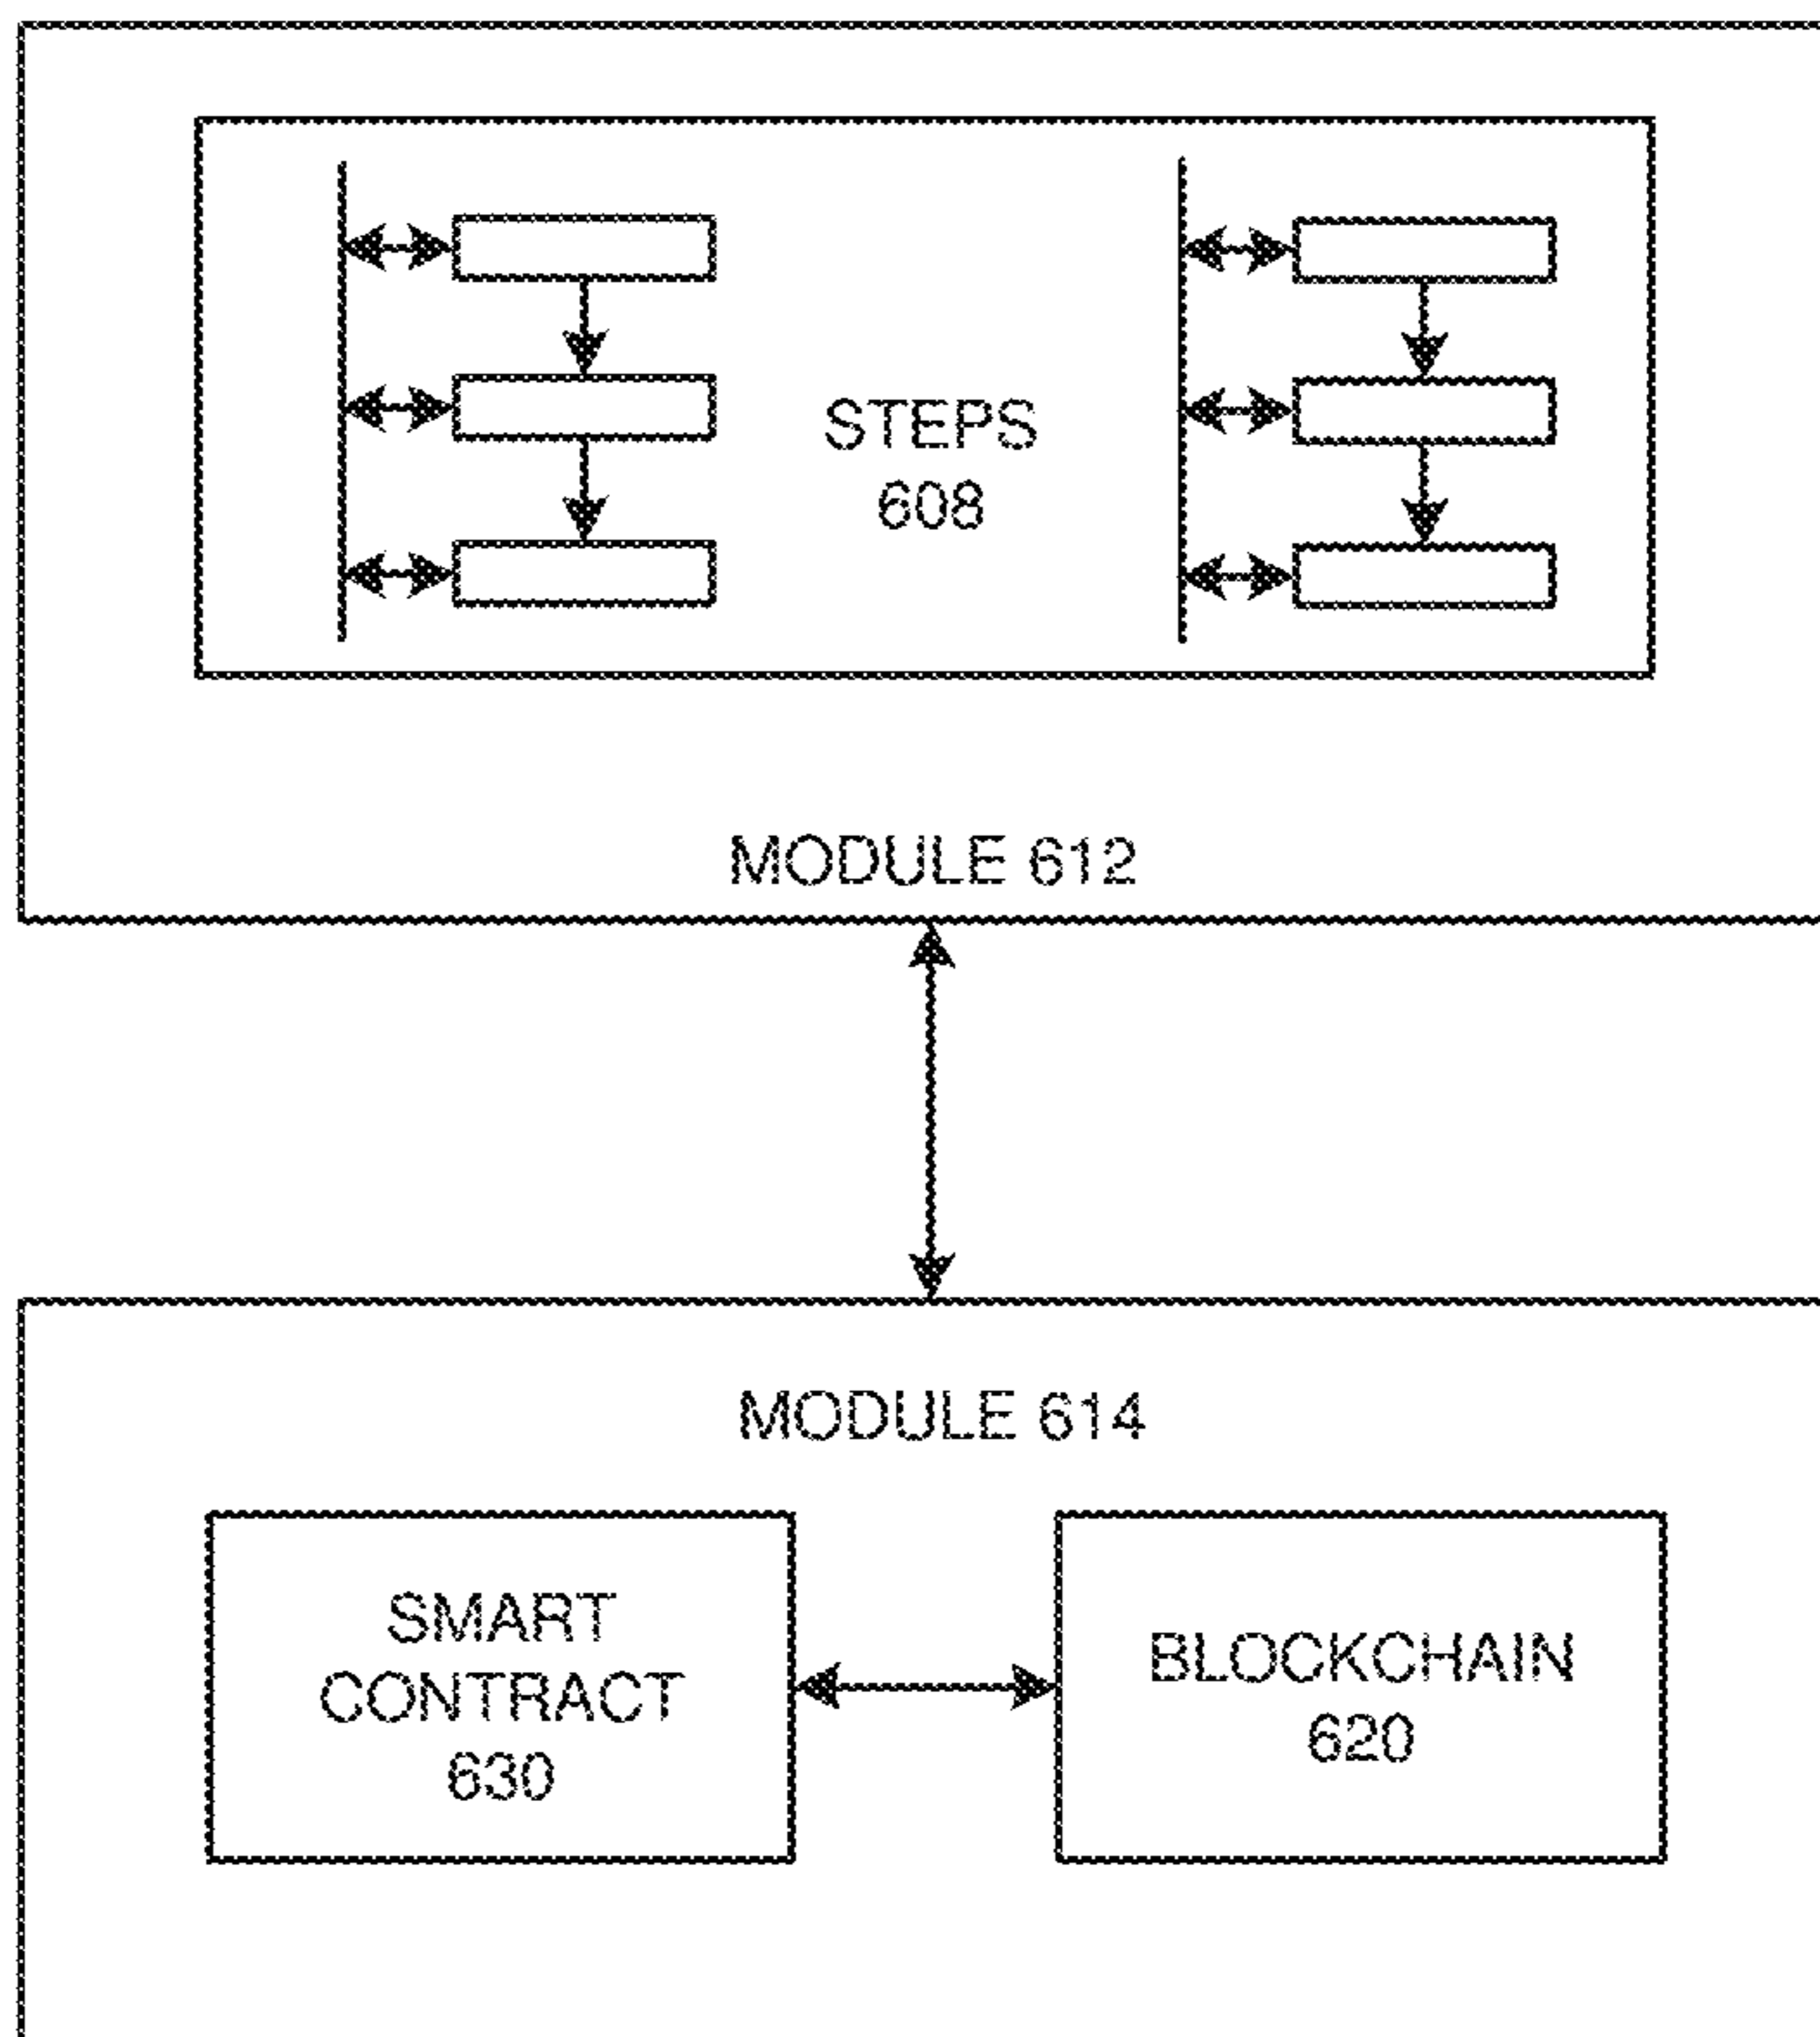 STEPS
608
MODULE 612
MODULE 614
SMART
CONTRACT
630
BLOCKCHAIN
620